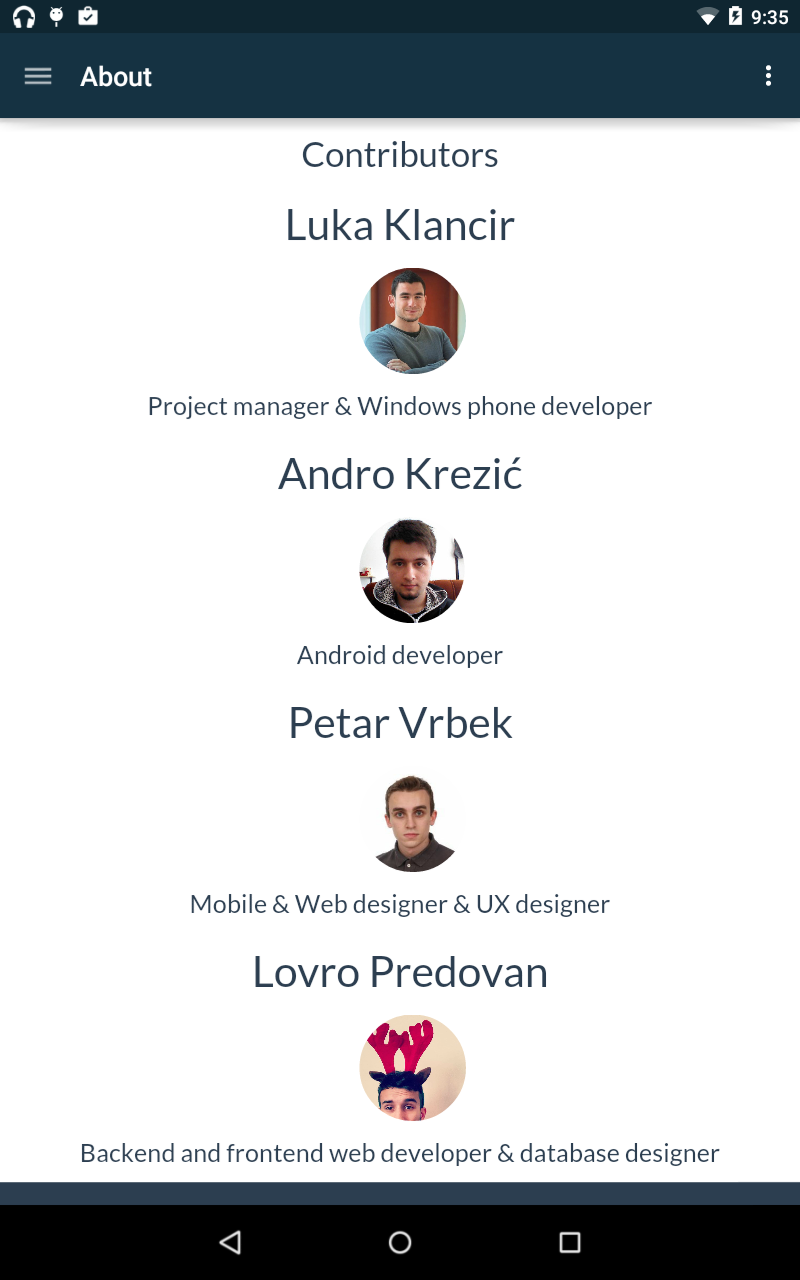 9:35
About
Contributors
Luka Klancir
Project manager & Windows phone developer
Andro Krezić
Android developer
Petar Vrbek
Mobile & Web designer & UX designer
Lovro Predovan
Backend and frontend web developer & database designer